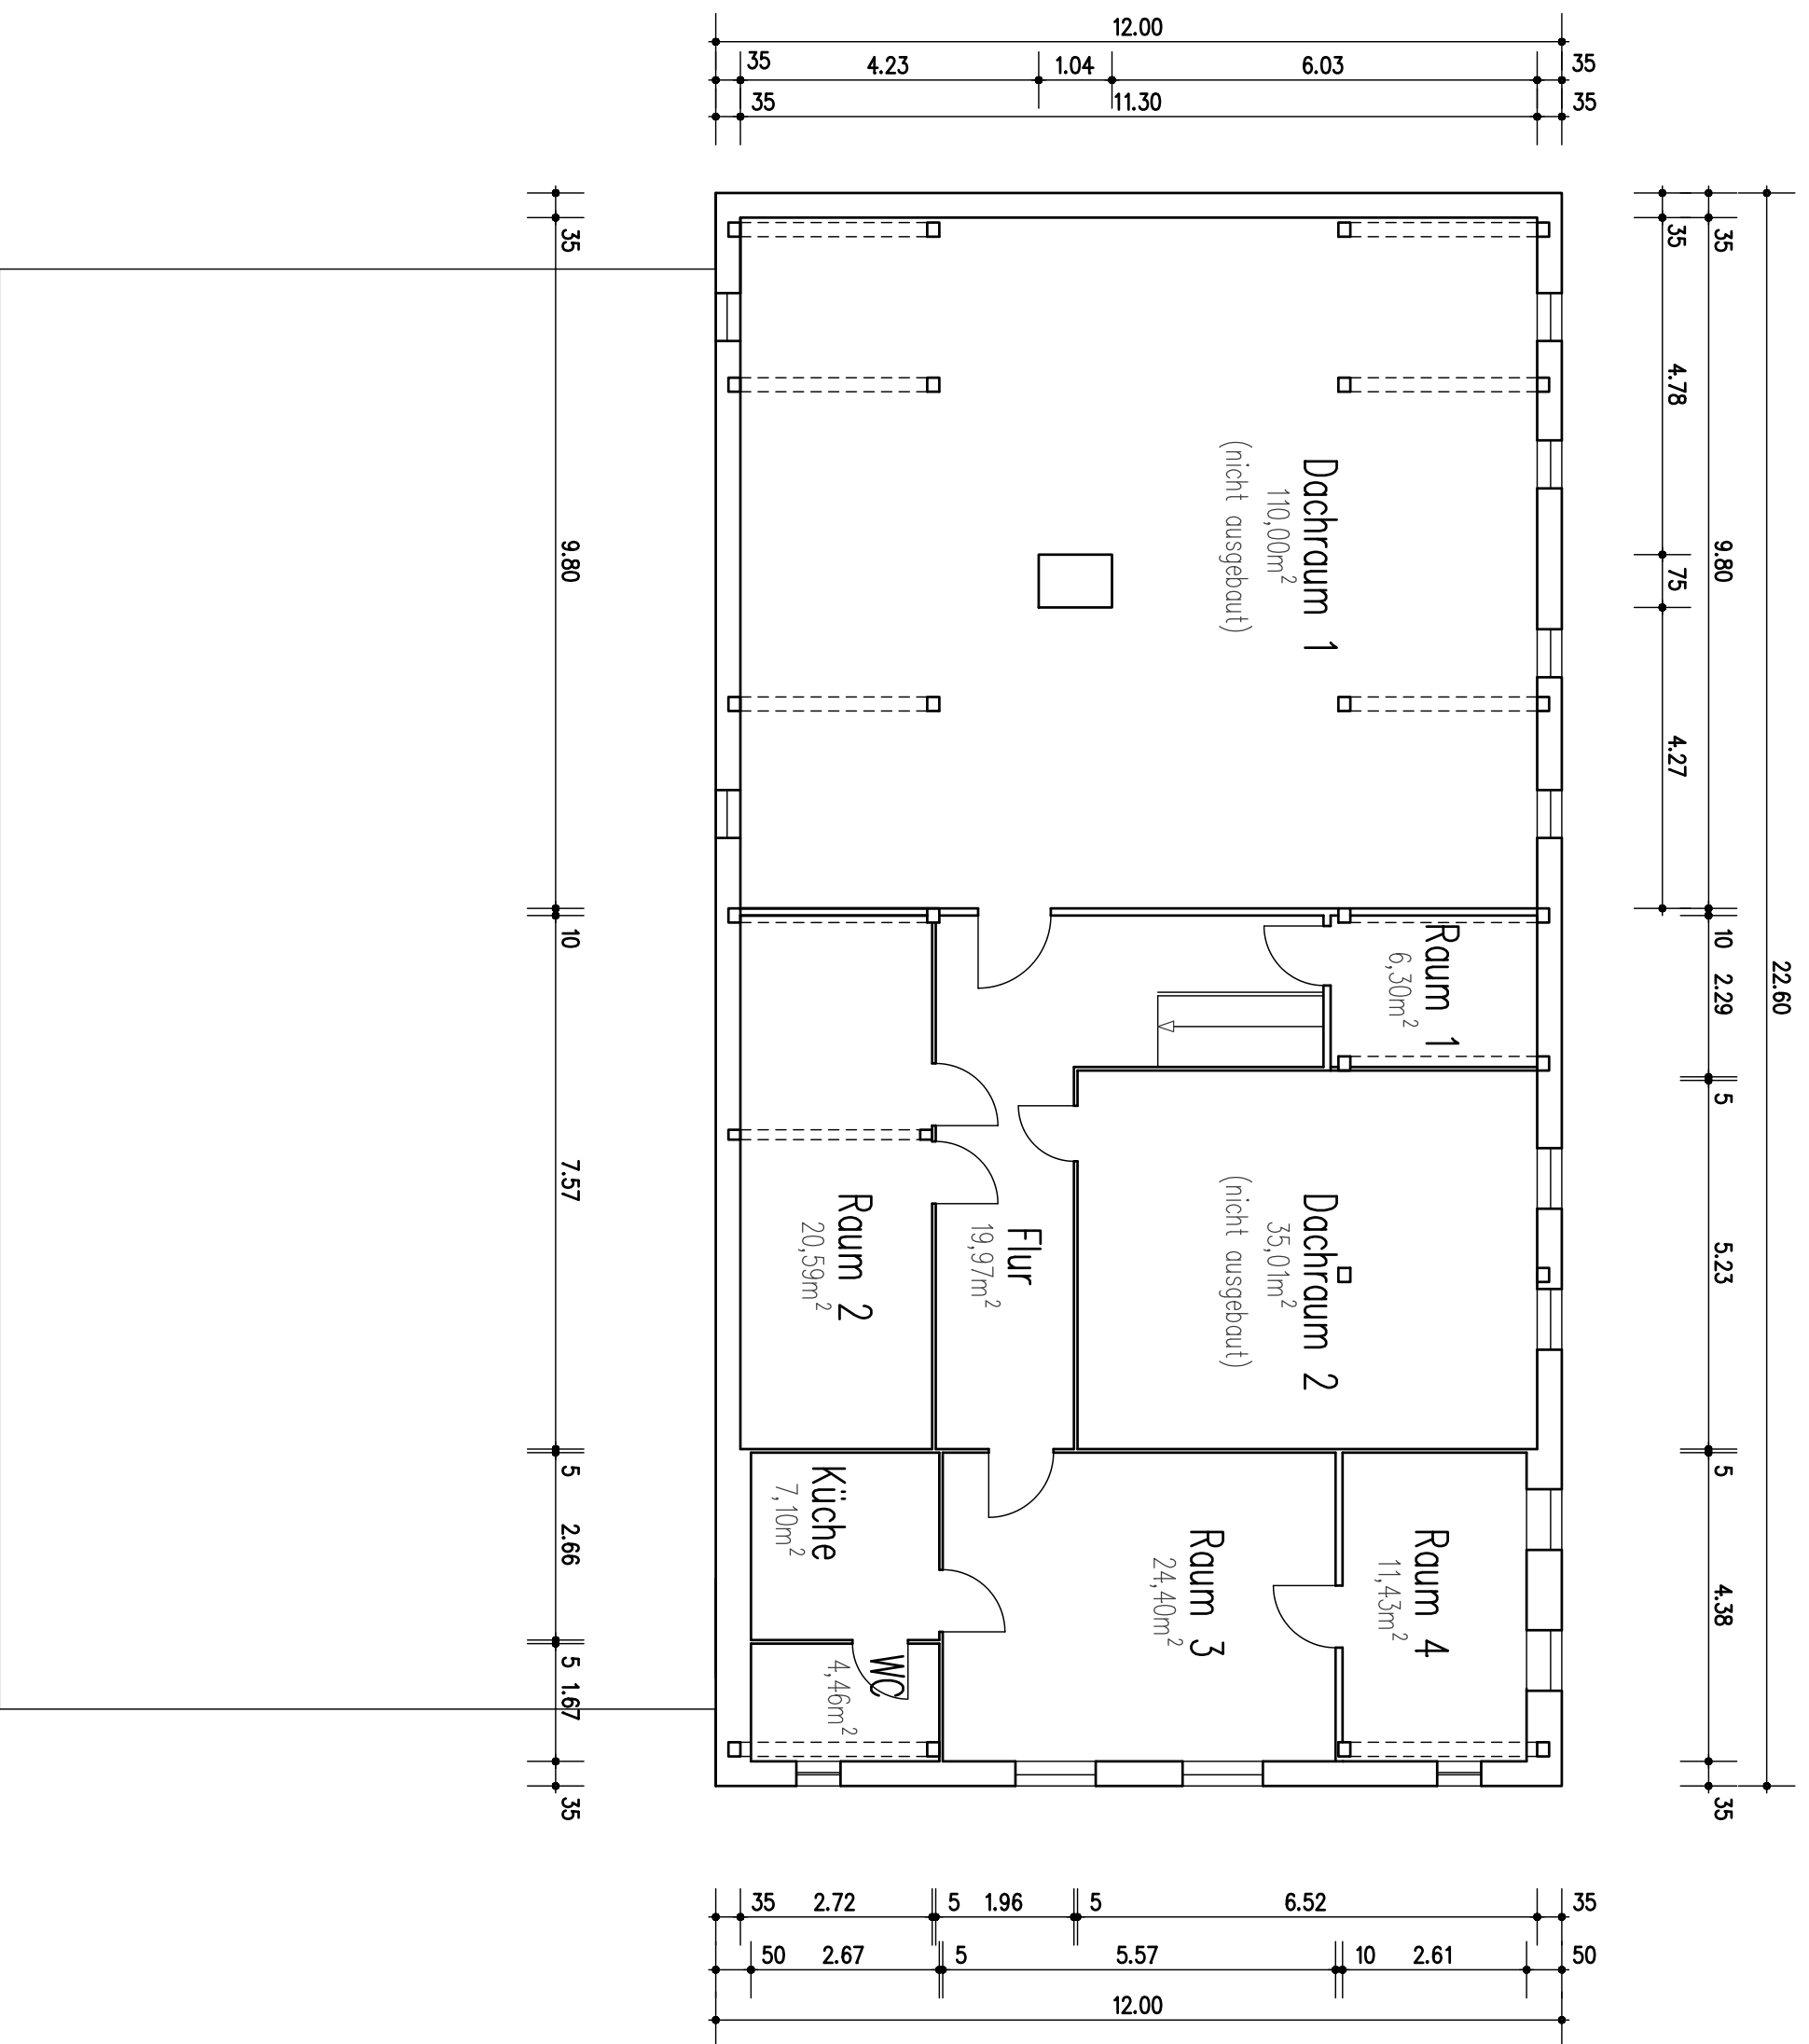 12.00
35 4.23 1.04 6.03 35
35 11.30 35
22.60
35 9.80 10 2.29 5 5.23 5 4.38 35
35 4.78 75 4.27
Dachraum 1
110,00m²
(nicht ausgebaut)
Raum 1
6,30m²
Dachraum 2
35,01m²
(nicht ausgebaut)
Flur
19,97m²
Raum 2
20,59m²
Raum 4
11,43m²
Raum 3
24,40m²
Küche
7,10m²
WC
4,46m²
35 9.80 10 7.57 5 2.66 5 1.67 35
35 2.72 5 1.96 5 6.52 35
50 2.67 5 5.57 10 2.61 50
12.00